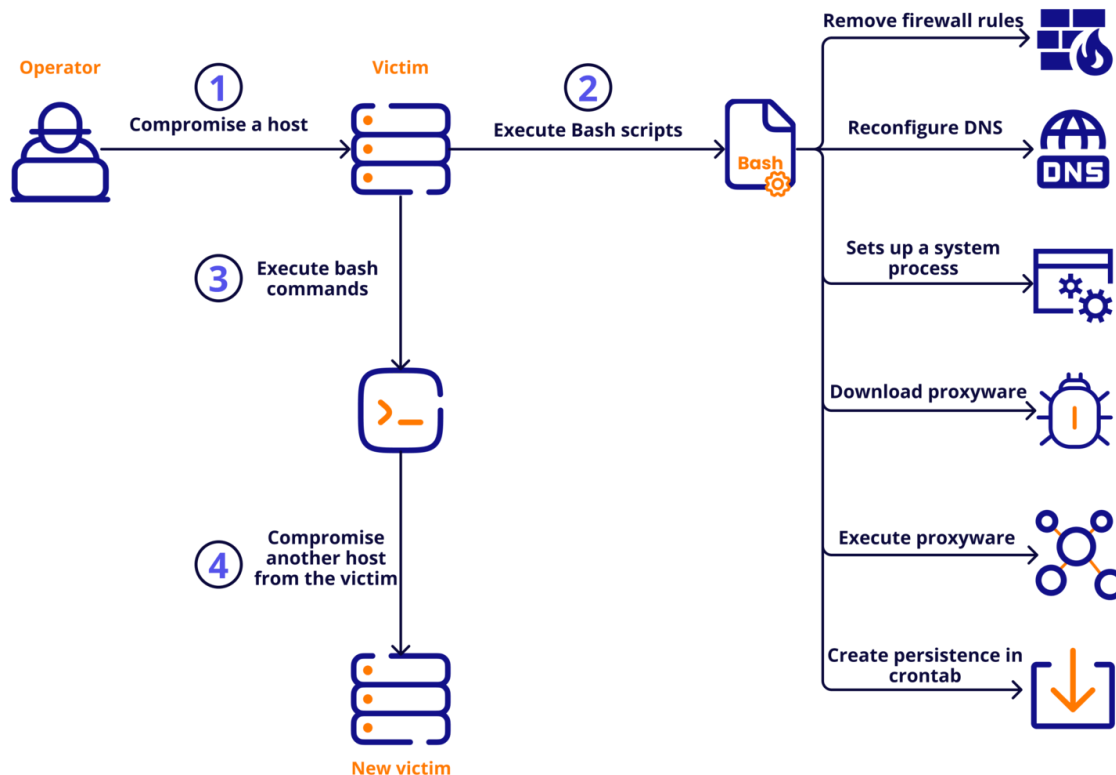 Operator
1
Compromise a host
Victim
2
Execute Bash scripts
Bash
Remove firewall rules
Reconfigure DNS
DNS
Sets up a system
process
Download proxyware
Execute proxyware
Create persistence in
crontab
3
Execute bash
commands
>_
4
Compromise
another host
from the victim
New victim